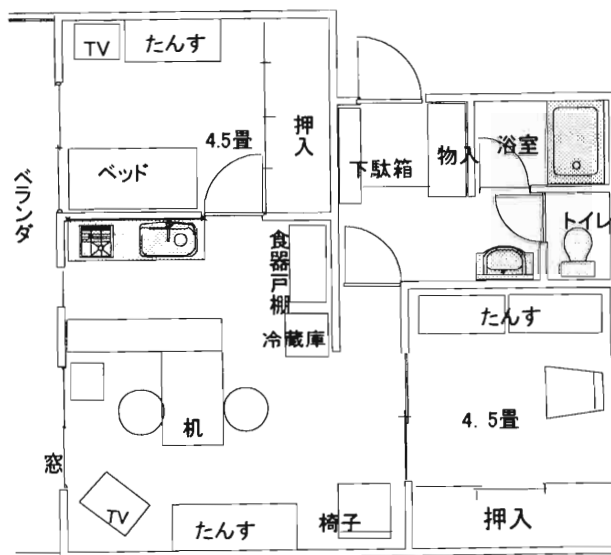 TV
たんす
4.5畳
押入
ベッド
ベランダ
下駄箱
物入
浴室
トイレ
食器戸棚
冷蔵庫
たんす
4.5畳
机
窓
TV
たんす
椅子
押入